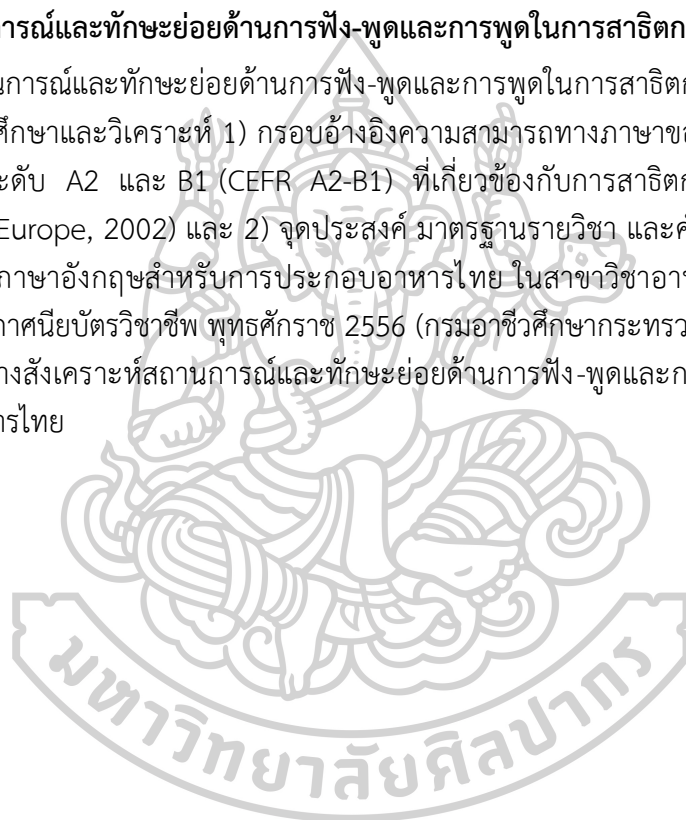 ารณ์และทักษะย่อยด้านการฟัง-พูดและการพูดในการสาธิตก
นการณ์และทักษะย่อยด้านการฟัง-พูดและการพูดในการสาธิตก
ศึกษาและวิเคราะห์ 1) กรอบอ้างอิงความสามารถทางภาษาขอ
ะดับ A2 และ B1 (CEFR A2-B1) ที่เกี่ยวข้องกับการสาธิตก
Europe, 2002) และ 2) จุดประสงค์ มาตรฐานรายวิชา และค
ภาษาอังกฤษสำหรับการประกอบอาหารไทย ในสาขาวิชาอา
าศนียบัตรวิชาชีพ พุทธศักราช 2556 (กรมอาชีวศึกษากระทรว
างสังเคราะห์สถานการณ์และทักษะย่อยด้านการฟัง-พูดและก
ารไทย
มหาวิทยาลัยศิลปากร